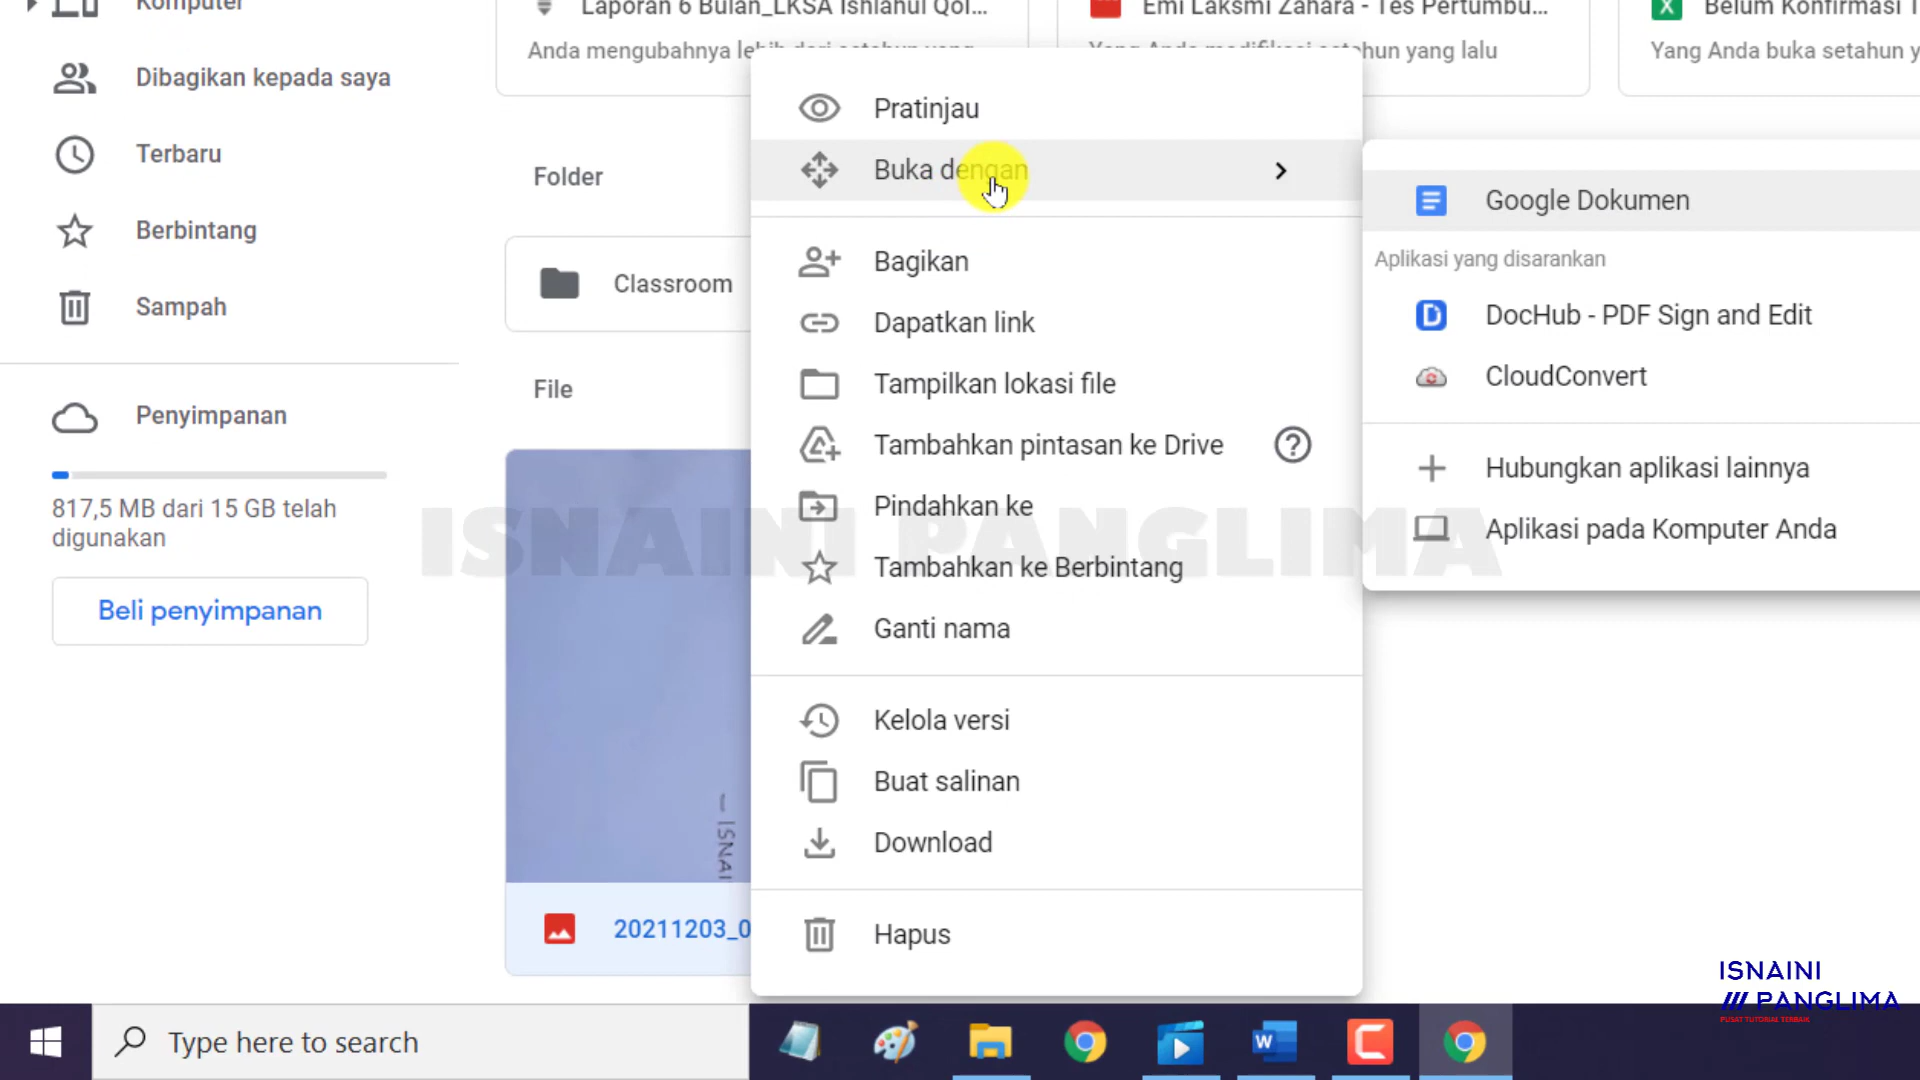 Komputer
Dibagikan kepada saya
Terbaru
Berbintang
Sampah
Penyimpanan
817,5 MB dari 15 GB telah
digunakan
Beli penyimpanan
Laporan 6 Bulan_LKSA Ishlahul Qol...
Anda mengubahnya lebih dari setahun yang
Emi Laksmi Zahara - Tes Pertumbu...
Yang Anda modifikasi setahun yang lalu
Belum Konfirmasi
Yang Anda buka setahun
Folder
Classroom
File
ISNAI
20211203_0
Pratinjau
Buka dengan
Bagikan
Dapatkan link
Tampilkan lokasi file
Tambahkan pintasan ke Drive
Pindahkan ke
Tambahkan ke Berbintang
Ganti nama
Kelola versi
Buat salinan
Download
Hapus
Google Dokumen
Aplikasi yang disarankan
DocHub - PDF Sign and Edit
CloudConvert
Hubungkan aplikasi lainnya
Aplikasi pada Komputer Anda
ISNAINI PANGLIMA
ISNAINI
/// PANGLIMA
PUSAT TUTORIAL TERBAIK
Type here to search